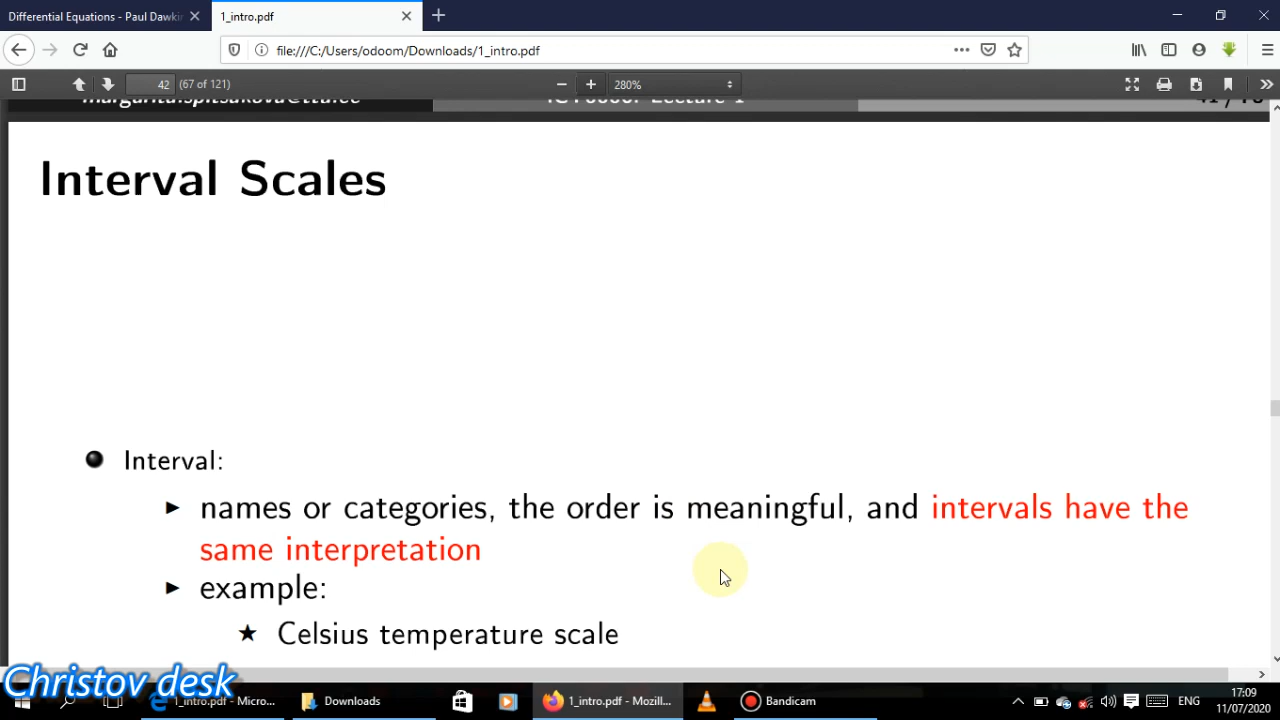 Differential Equations - Paul Dawkin
1_intro.pdf
file:///C:/Users/odoom/Downloads/1_intro.pdf
42 (67 of 121) 280%
Interval Scales
Interval:
names or categories, the order is meaningful, and intervals have the
same interpretation
example:
Celsius temperature scale
Christov desk
1_intro.pdf - Micro...
Downloads
1_intro.pdf - Mozill...
Bandicam
ENG
17:09
11/07/2020